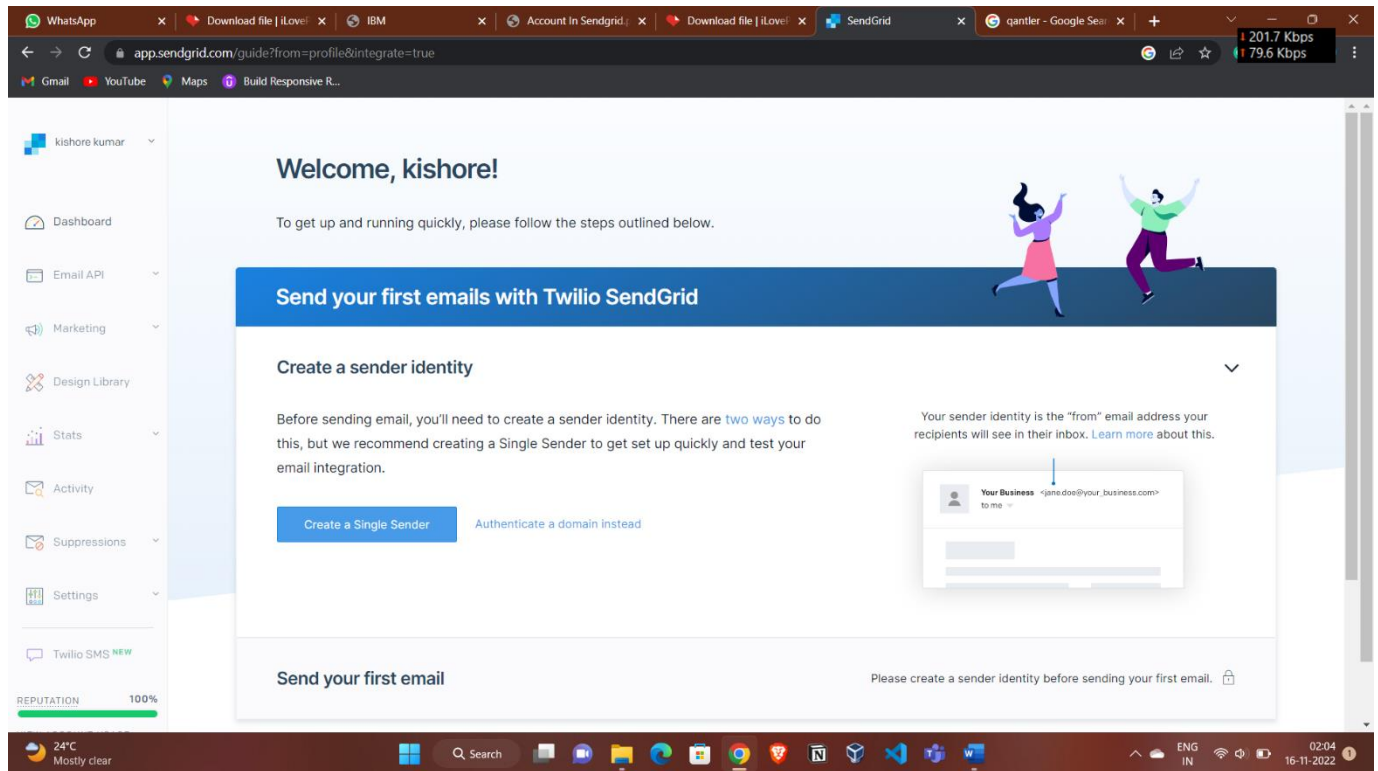 WhatsApp
Download file | iLoveI
IBM
Account In Sendgrid.p
Download file | iLoveI
SendGrid
qantler - Google Sear
201.7 Kbps
79.6 Kbps
app.sendgrid.com/guide?from=profile&integrate=true
Gmail
YouTube
Maps
Build Responsive R...
kishore kumar
Dashboard
Email API
Marketing
Design Library
Stats
Activity
Suppressions
Settings
Twilio SMS NEW
REPUTATION 100%
Welcome, kishore!
To get up and running quickly, please follow the steps outlined below.
Send your first emails with Twilio SendGrid
Create a sender identity
Before sending email, you'll need to create a sender identity. There are two ways to do
this, but we recommend creating a Single Sender to get set up quickly and test your
email integration.
Create a Single Sender
Authenticate a domain instead
Your sender identity is the "from" email address your
recipients will see in their inbox. Learn more about this.
Your Business <jane.doe@your_business.com>
to me
Send your first email
Please create a sender identity before sending your first email.
24°C
Mostly clear
Search
ENG
IN
02:04
16-11-2022
1